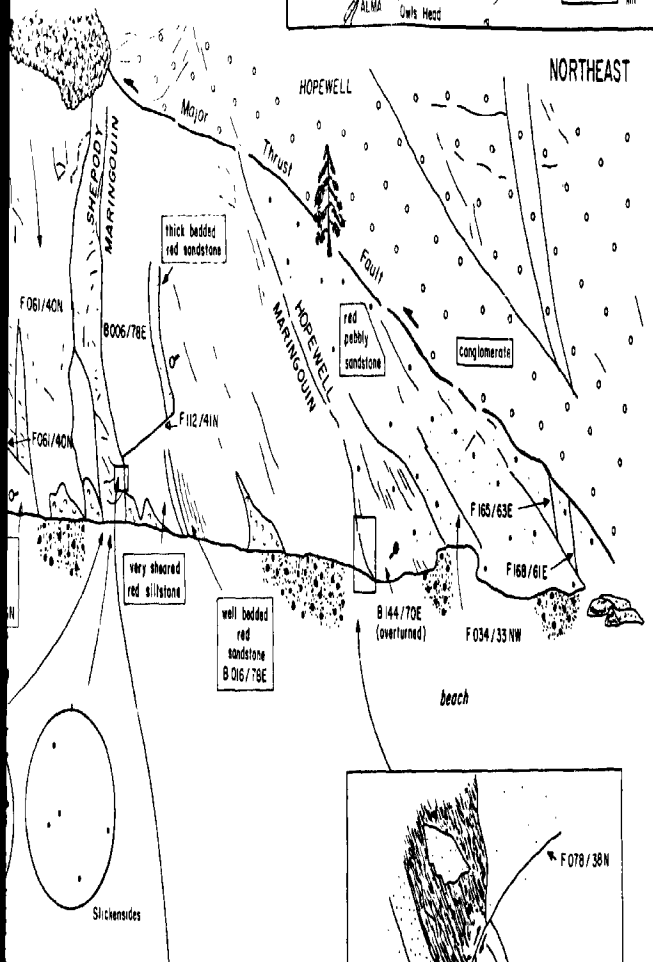 ALMA
Owls Head
NORTHEAST
HOPEWELL
Major
Thrust
Fault
SHEPODY
MARINGOUIN
thick bedded
red sandstone
F061/40N
B006/78E
HOPEWELL
MARINGOUIN
red
pebbly
sandstone
conglomerate
F112/41N
F061/40N
F165/63E
F168/61E
very sheared
red siltstone
well bedded
red
sandstone
B016/78E
B144/70E
(overturned)
F034/33NW
beach
F078/38N
Slickensides